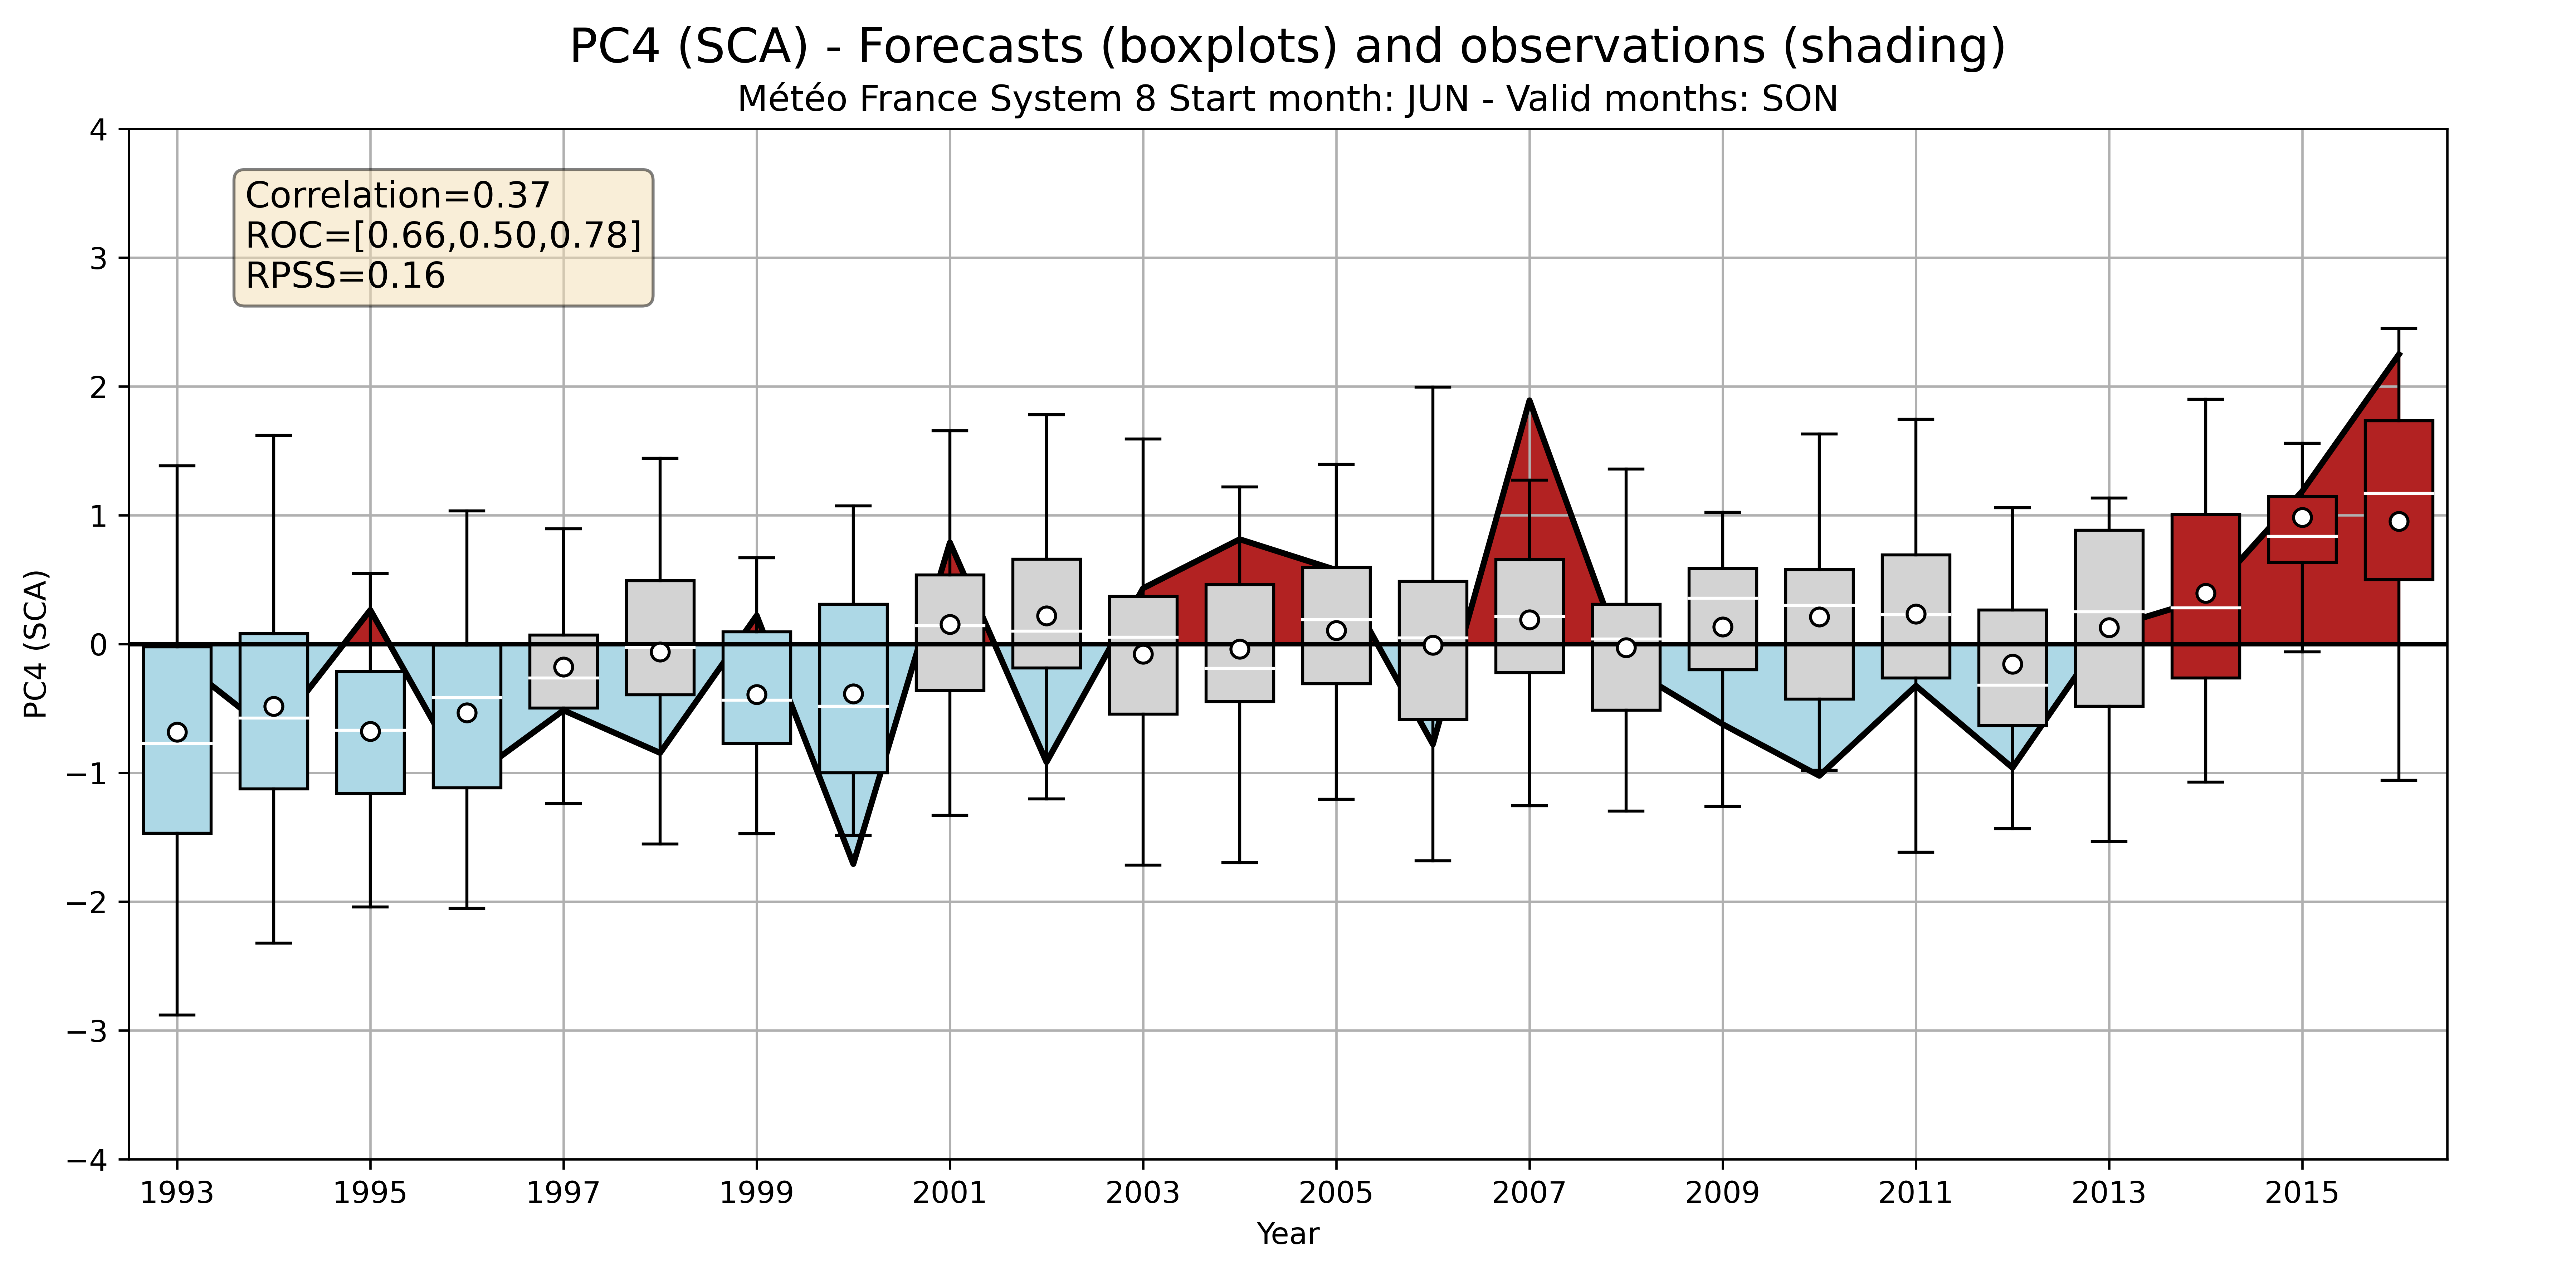 PC4 (SCA) - Forecasts (boxplots) and observations (shading)
Météo France System 8 Start month: JUN - Valid months: SON
Correlation=0.37
ROC=[0.66,0.50,0.78]
RPSS=0.16
4
3
2
1
0
−1
−2
−3
−4
PC4 (SCA)
1993 1995 1997 1999 2001 2003 2005 2007 2009 2011 2013 2015
Year